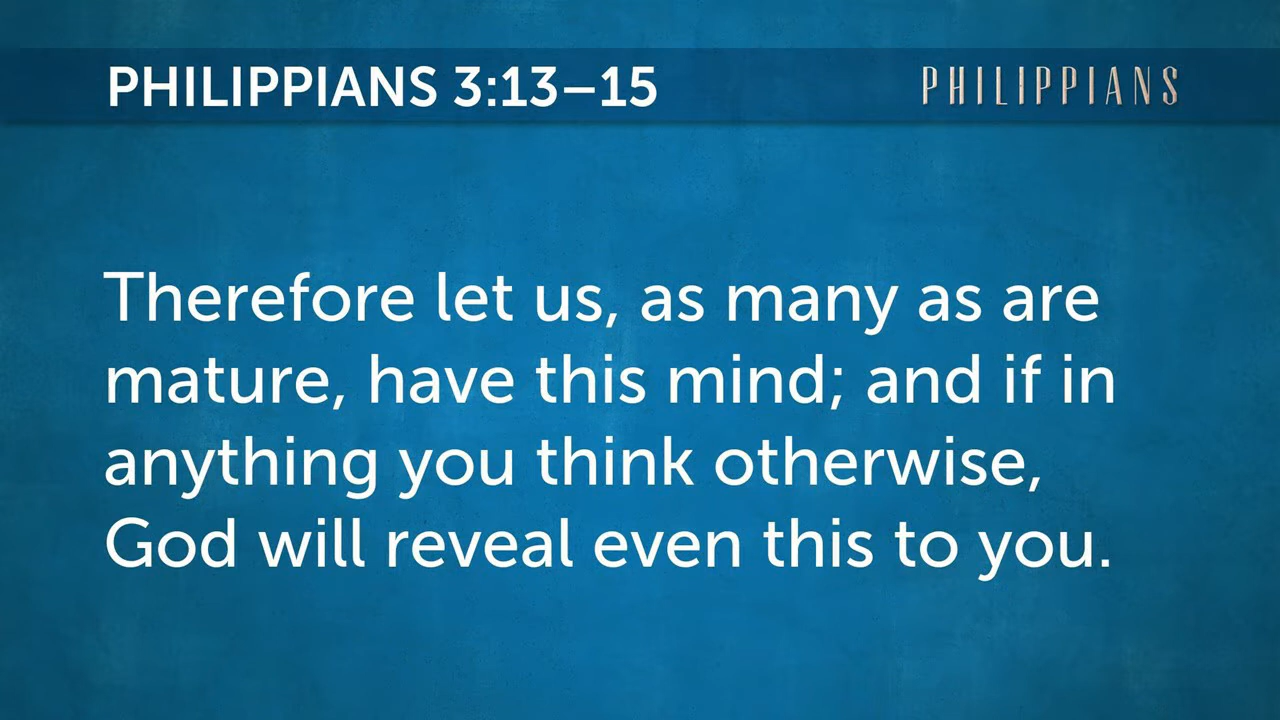 PHILIPPIANS 3:13–15
PHILIPPIANS
Therefore let us, as many as are
mature, have this mind; and if in
anything you think otherwise,
God will reveal even this to you.